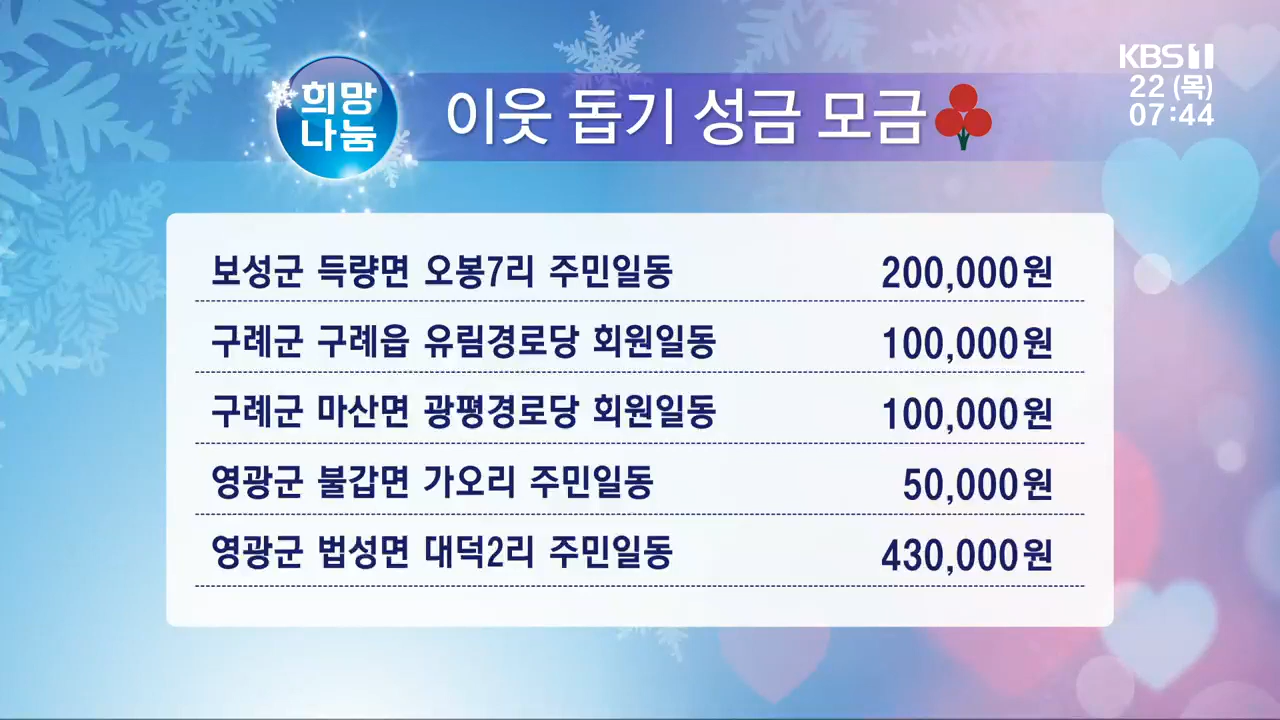 희망
나눔
이웃 돕기 성금 모금
KBS1
22 (목)
07:44
보성군 득량면 오봉7리 주민일동 200,000원
구례군 구례읍 유림경로당 회원일동 100,000원
구례군 마산면 광평경로당 회원일동 100,000원
영광군 불갑면 가오리 주민일동 50,000원
영광군 법성면 대덕2리 주민일동 430,000원